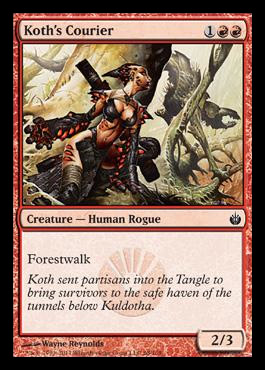 Koth's Courier 1
Creature — Human Rogue
Forestwalk
Koth sent partisans into the Tangle to
bring survivors to the safe haven of the
tunnels below Kuldotha.
Wayne Reynolds
2/3